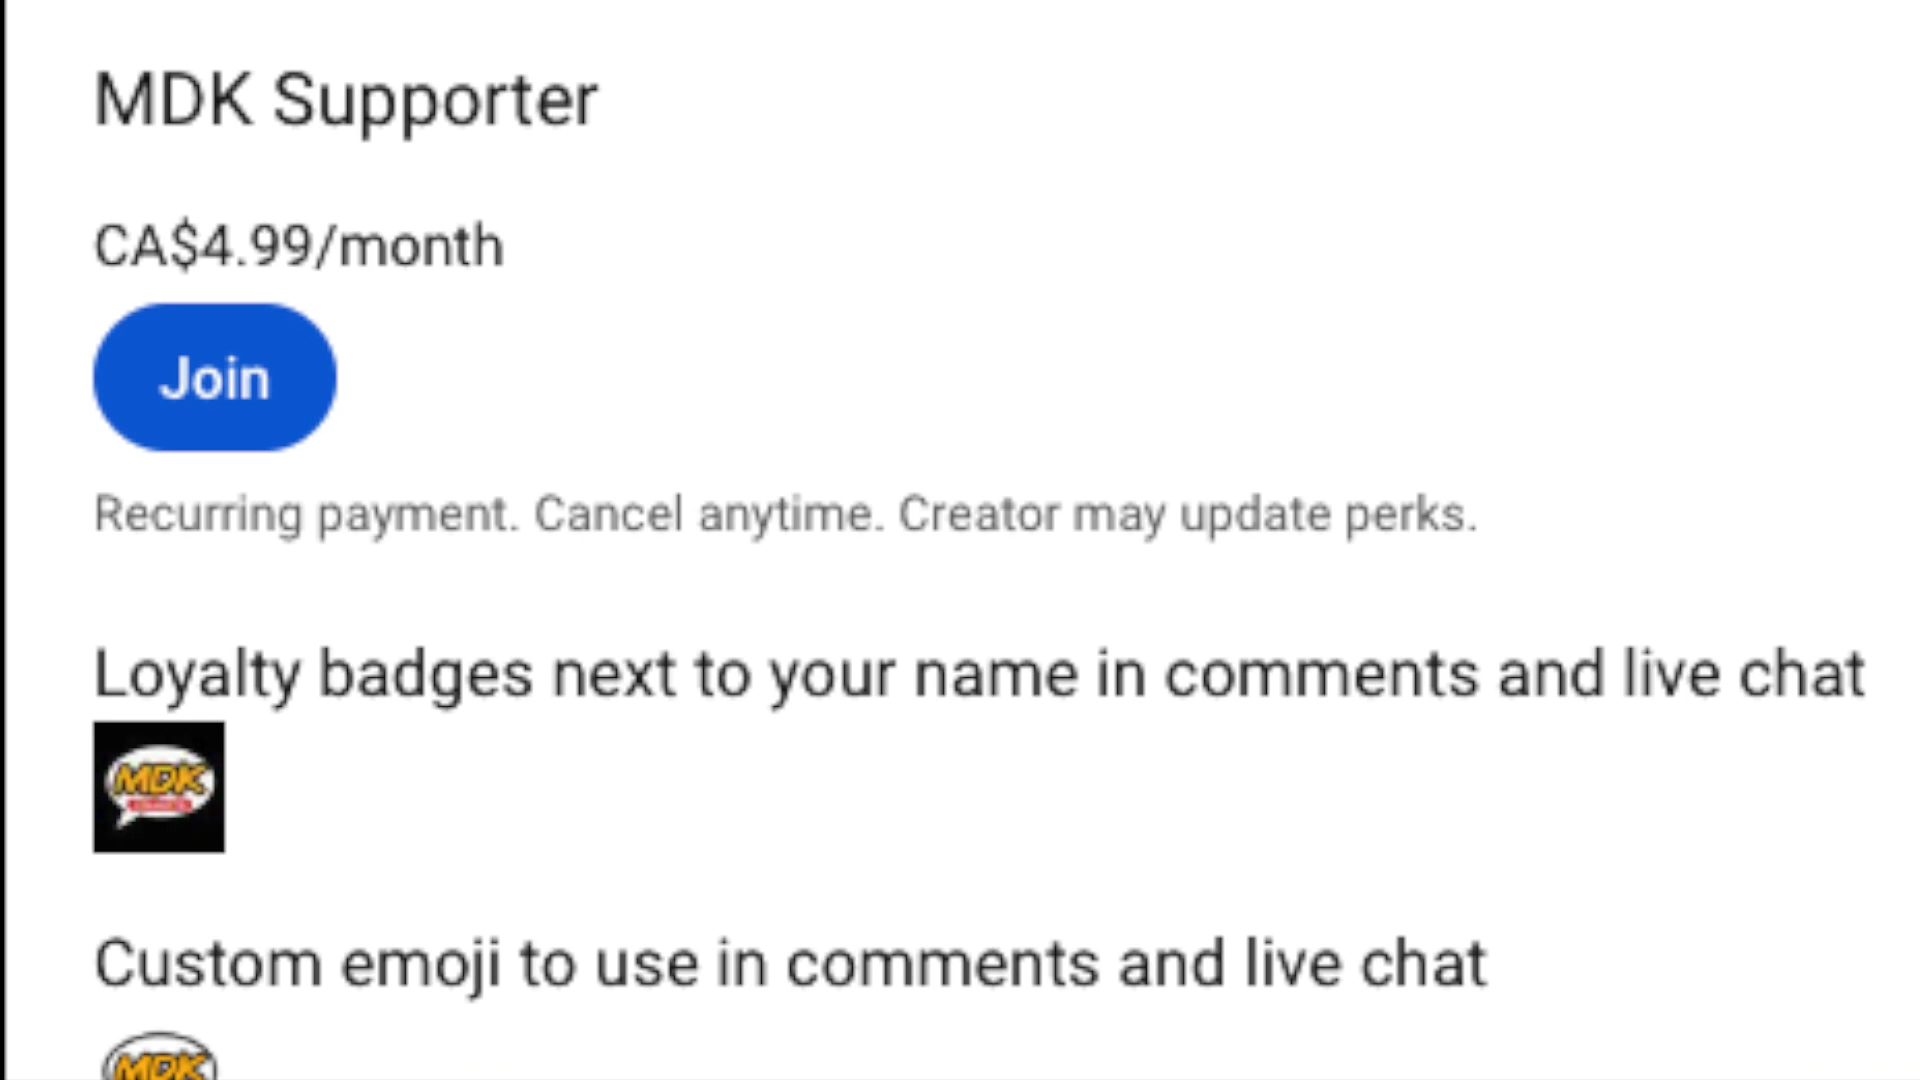 MDK Supporter
CA$4.99/month
Join
Recurring payment. Cancel anytime. Creator may update perks.
Loyalty badges next to your name in comments and live chat
MDK
Custom emoji to use in comments and live chat
MDK